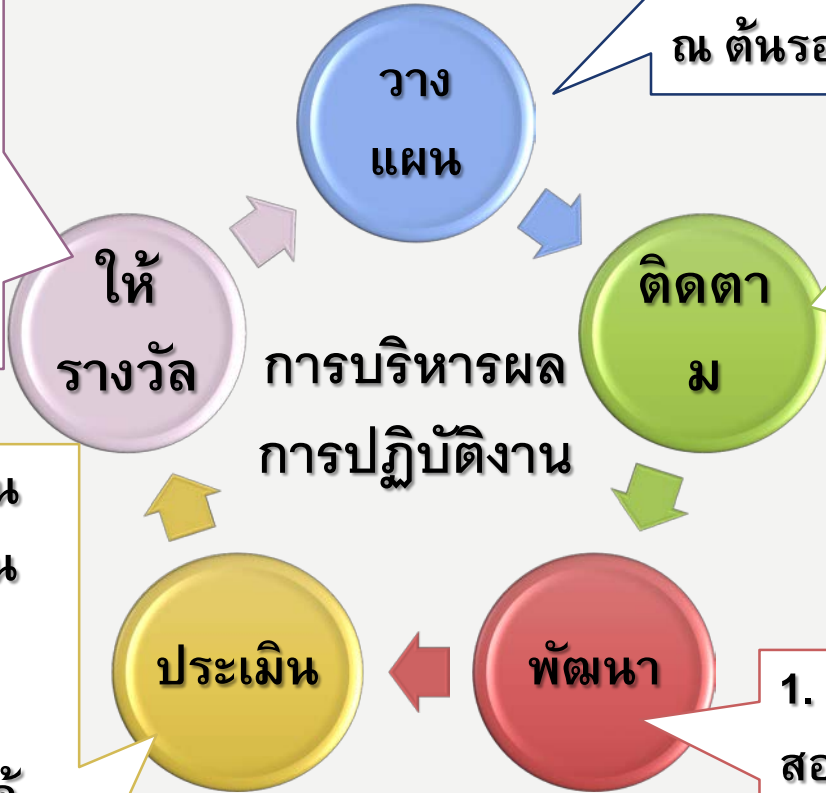 วาง
แผน
ณ ต้นรอ
ให้
รางวัล
ติดตา
ม
การบริหารผล
การปฏิบัติงาน
น
น
ประเมิน
พัฒนา
1.
สอ